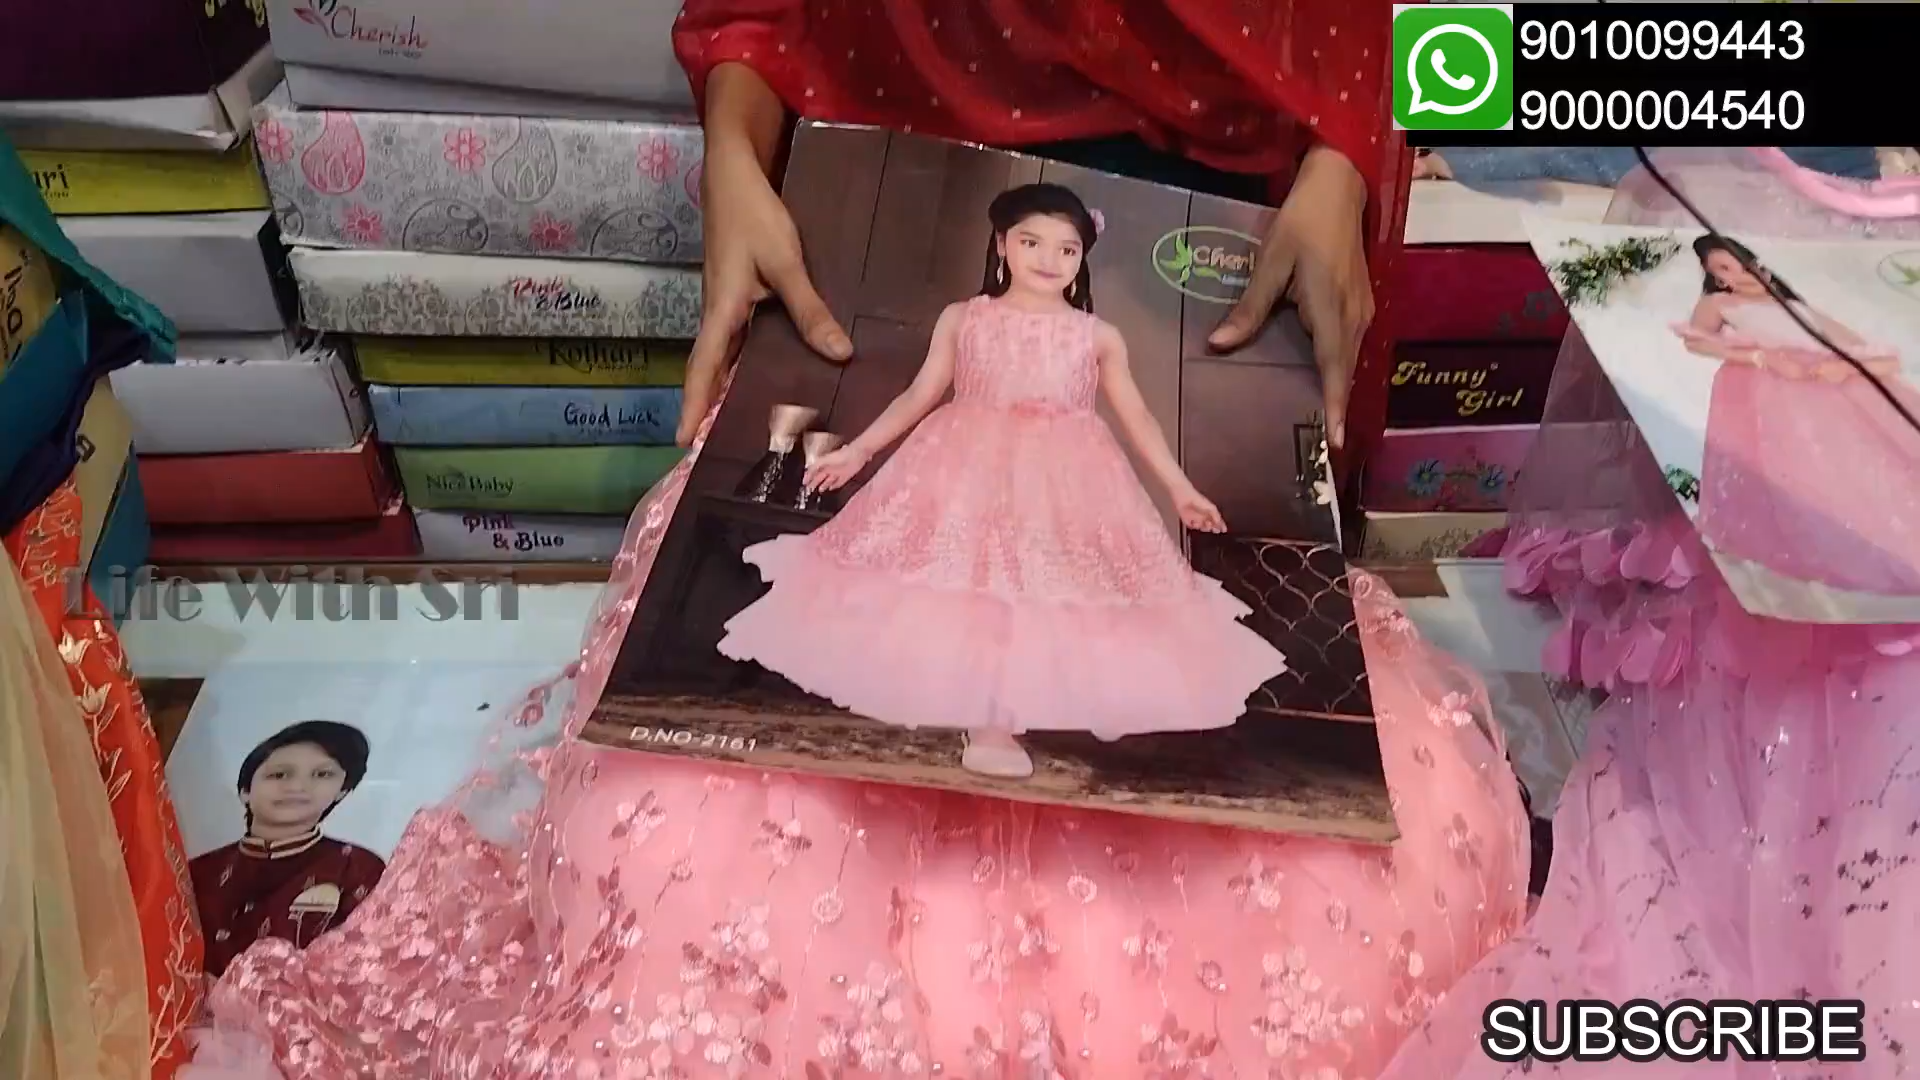 9010099443
9000004540
Cherish
Pink
& Blue
Kothari
Good Luck
Nice Baby
Pink
& Blue
Funny
Girl
Life With Sri
D.NO-2161
SUBSCRIBE